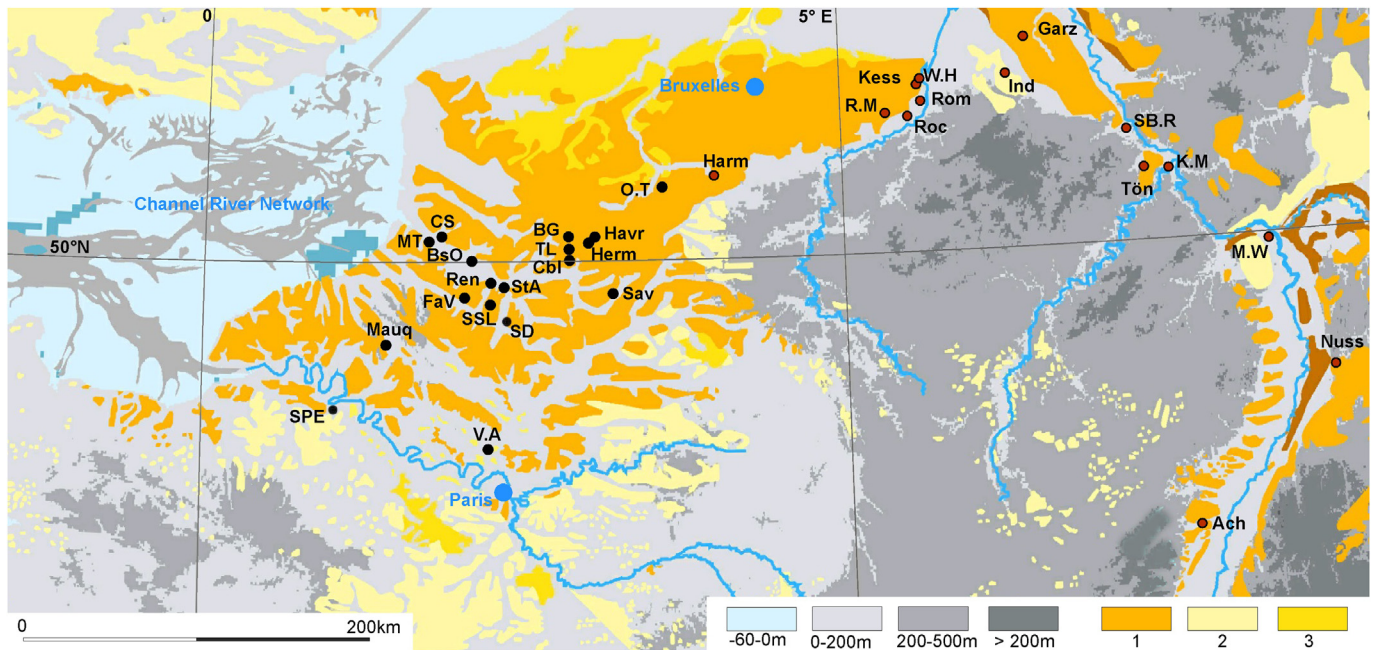 0
5° E
Garz
Kess
W.H
Bruxelles
Ind
R.M
Rom
Roc
SB.R
Harm
K.M
O.T
Tön
Channel River Network
CS
BG
Havr
MT
TL
Herm
50°N
BsO
Cbl
M.W
Ren
StA
Sav
FaV
SSL
SD
Mauq
Nuss
SPE
V.A
Paris
Ach
0
200km
-60-0m
0-200m
200-500m
> 200m
1
2
3